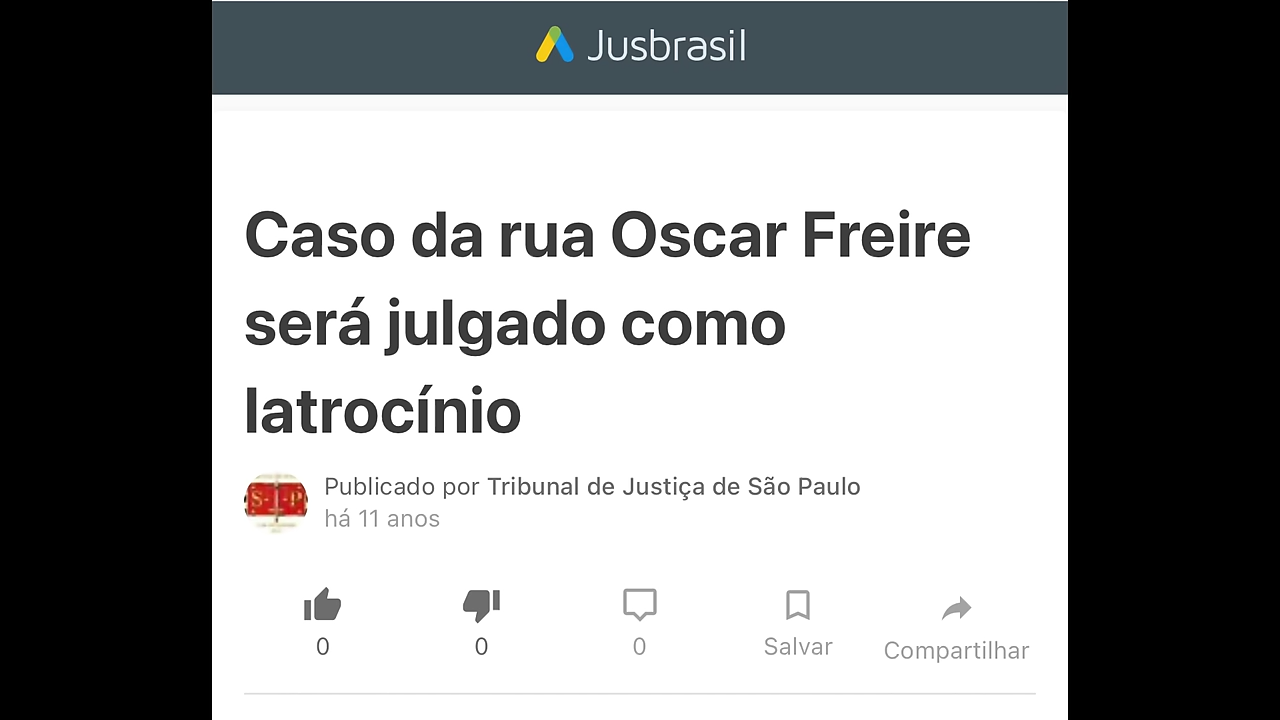 Jusbrasil
Caso da rua Oscar Freire
será julgado como
latrocínio
Publicado por Tribunal de Justiça de São Paulo
há 11 anos
0 0 0 Salvar Compartilhar